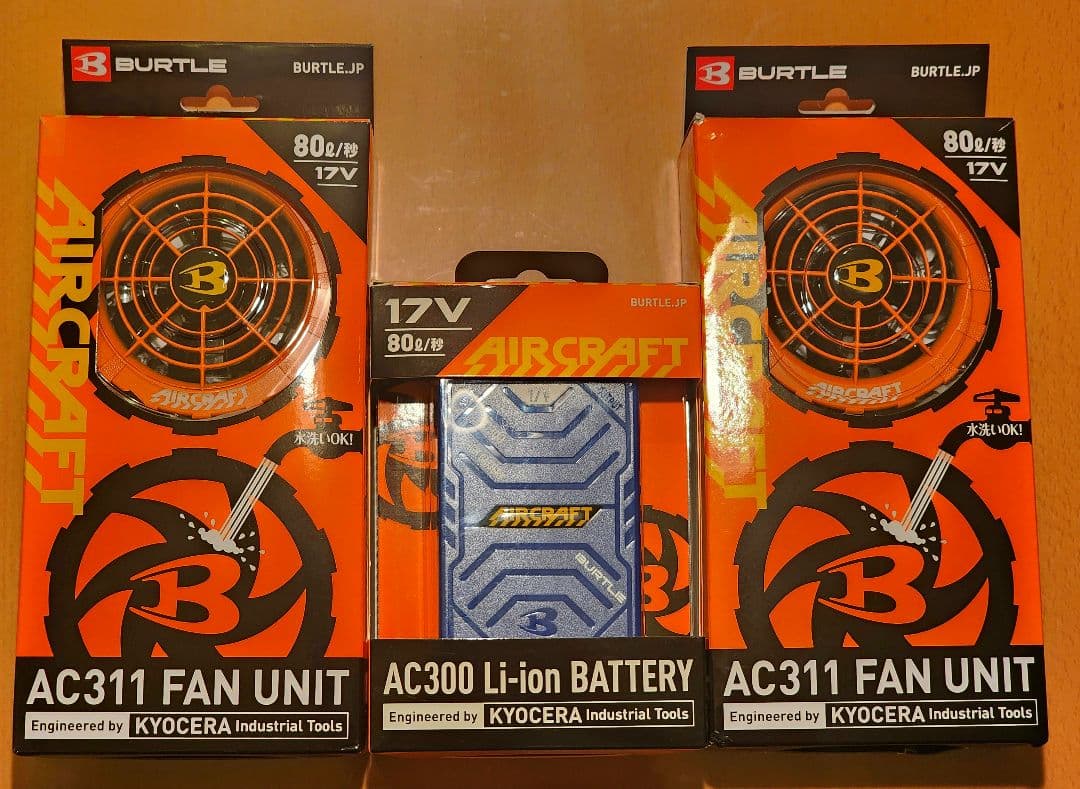 BURTLE
BURTLE.JP
80ℓ/秒
17V
AIRCRAFT
B
AIRCRAFT
水洗いOK!
B
AC311 FAN UNIT
Engineered by KYOCERA Industrial Tools
17V
80ℓ/秒
BURTLE.JP
AIRCRAFT
AIRCRAFT
BURTLE
B
AC300 Li-ion BATTERY
Engineered by KYOCERA Industrial Tools
BURTLE
BURTLE.JP
80ℓ/秒
17V
AIRCRAFT
B
AIRCRAFT
水洗いOK!
B
AC311 FAN UNIT
Engineered by KYOCERA Industrial Tools